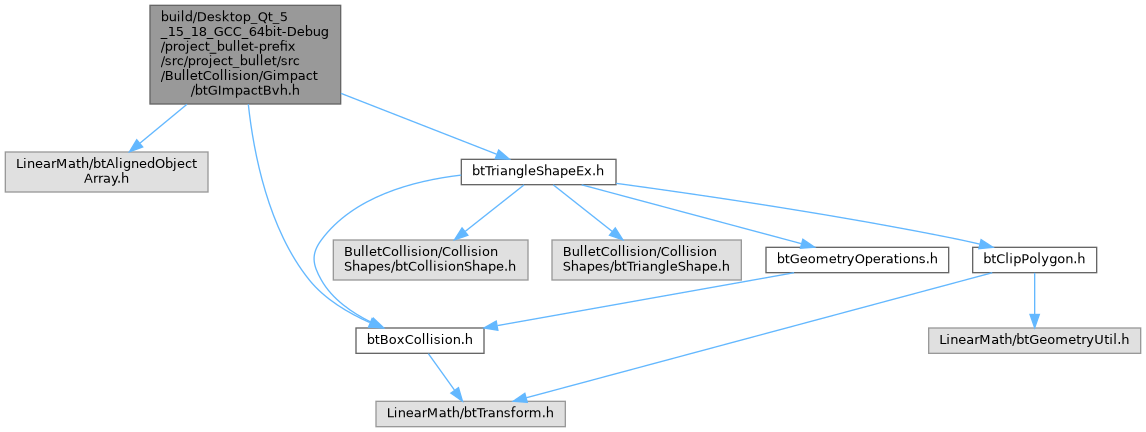 build/Desktop_Qt_5
_15_18_GCC_64bit-Debug
/project_bullet-prefix
/src/project_bullet/src
/BulletCollision/Gimpact
/btGImpactBvh.h
LinearMath/btAlignedObject
Array.h
btTriangleShapeEx.h
BulletCollision/Collision
Shapes/btCollisionShape.h
BulletCollision/Collision
Shapes/btTriangleShape.h
btGeometryOperations.h
btClipPolygon.h
btBoxCollision.h
LinearMath/btGeometryUtil.h
LinearMath/btTransform.h